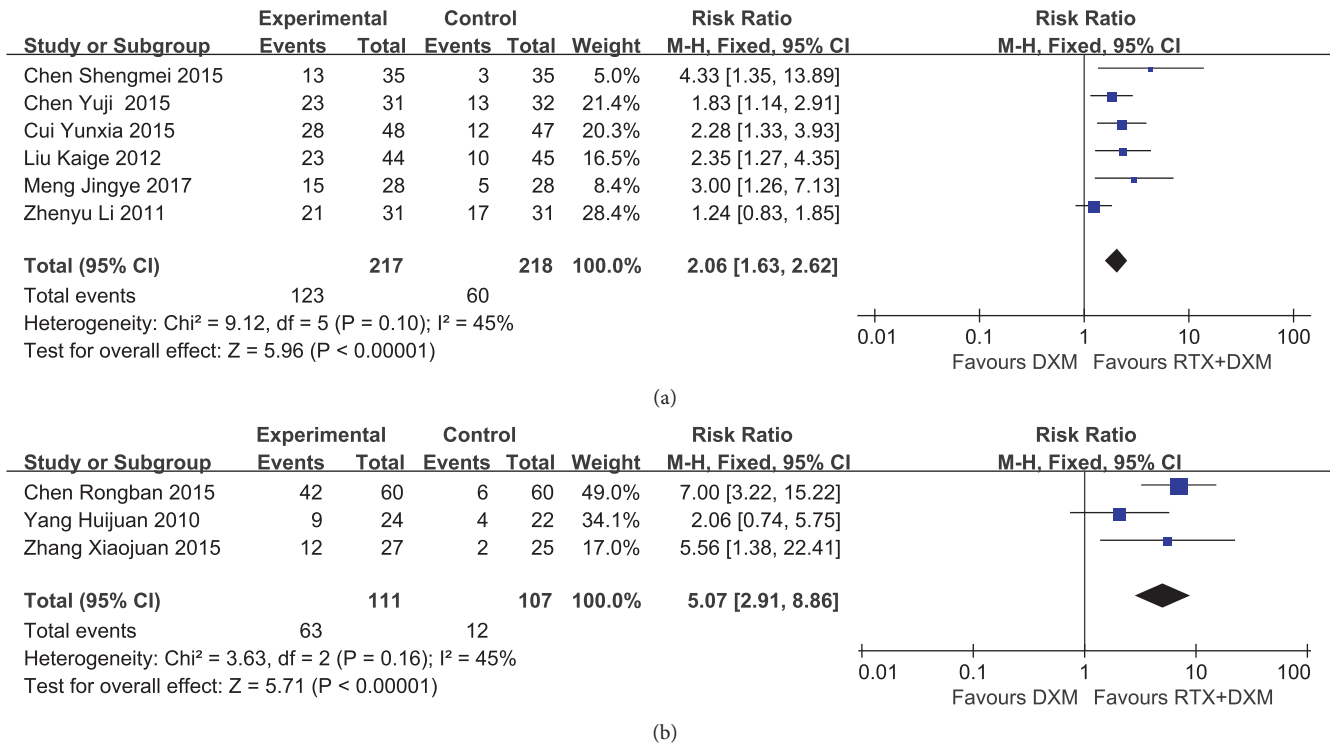 Experimental Control Risk Ratio Risk Ratio
Study or Subgroup Events Total Events Total Weight M-H, Fixed, 95% CI M-H, Fixed, 95% CI
Chen Shengmei 2015 13 35 3 35 5.0% 4.33 [1.35, 13.89]
Chen Yuji 2015 23 31 13 32 21.4% 1.83 [1.14, 2.91]
Cui Yunxia 2015 28 48 12 47 20.3% 2.28 [1.33, 3.93]
Liu Kaige 2012 23 44 10 45 16.5% 2.35 [1.27, 4.35]
Meng Jingye 2017 15 28 5 28 8.4% 3.00 [1.26, 7.13]
Zhenyu Li 2011 21 31 17 31 28.4% 1.24 [0.83, 1.85]
Total (95% CI) 217 218 100.0% 2.06 [1.63, 2.62]
Total events 123 60
Heterogeneity: Chi² = 9.12, df = 5 (P = 0.10); I² = 45%
Test for overall effect: Z = 5.96 (P < 0.00001)
0.01 0.1 1 10 100
Favours DXM Favours RTX+DXM
(a)
Experimental Control Risk Ratio Risk Ratio
Study or Subgroup Events Total Events Total Weight M-H, Fixed, 95% CI M-H, Fixed, 95% CI
Chen Rongban 2015 42 60 6 60 49.0% 7.00 [3.22, 15.22]
Yang Huijuan 2010 9 24 4 22 34.1% 2.06 [0.74, 5.75]
Zhang Xiaojuan 2015 12 27 2 25 17.0% 5.56 [1.38, 22.41]
Total (95% CI) 111 107 100.0% 5.07 [2.91, 8.86]
Total events 63 12
Heterogeneity: Chi² = 3.63, df = 2 (P = 0.16); I² = 45%
Test for overall effect: Z = 5.71 (P < 0.00001)
0.01 0.1 1 10 100
Favours DXM Favours RTX+DXM
(b)